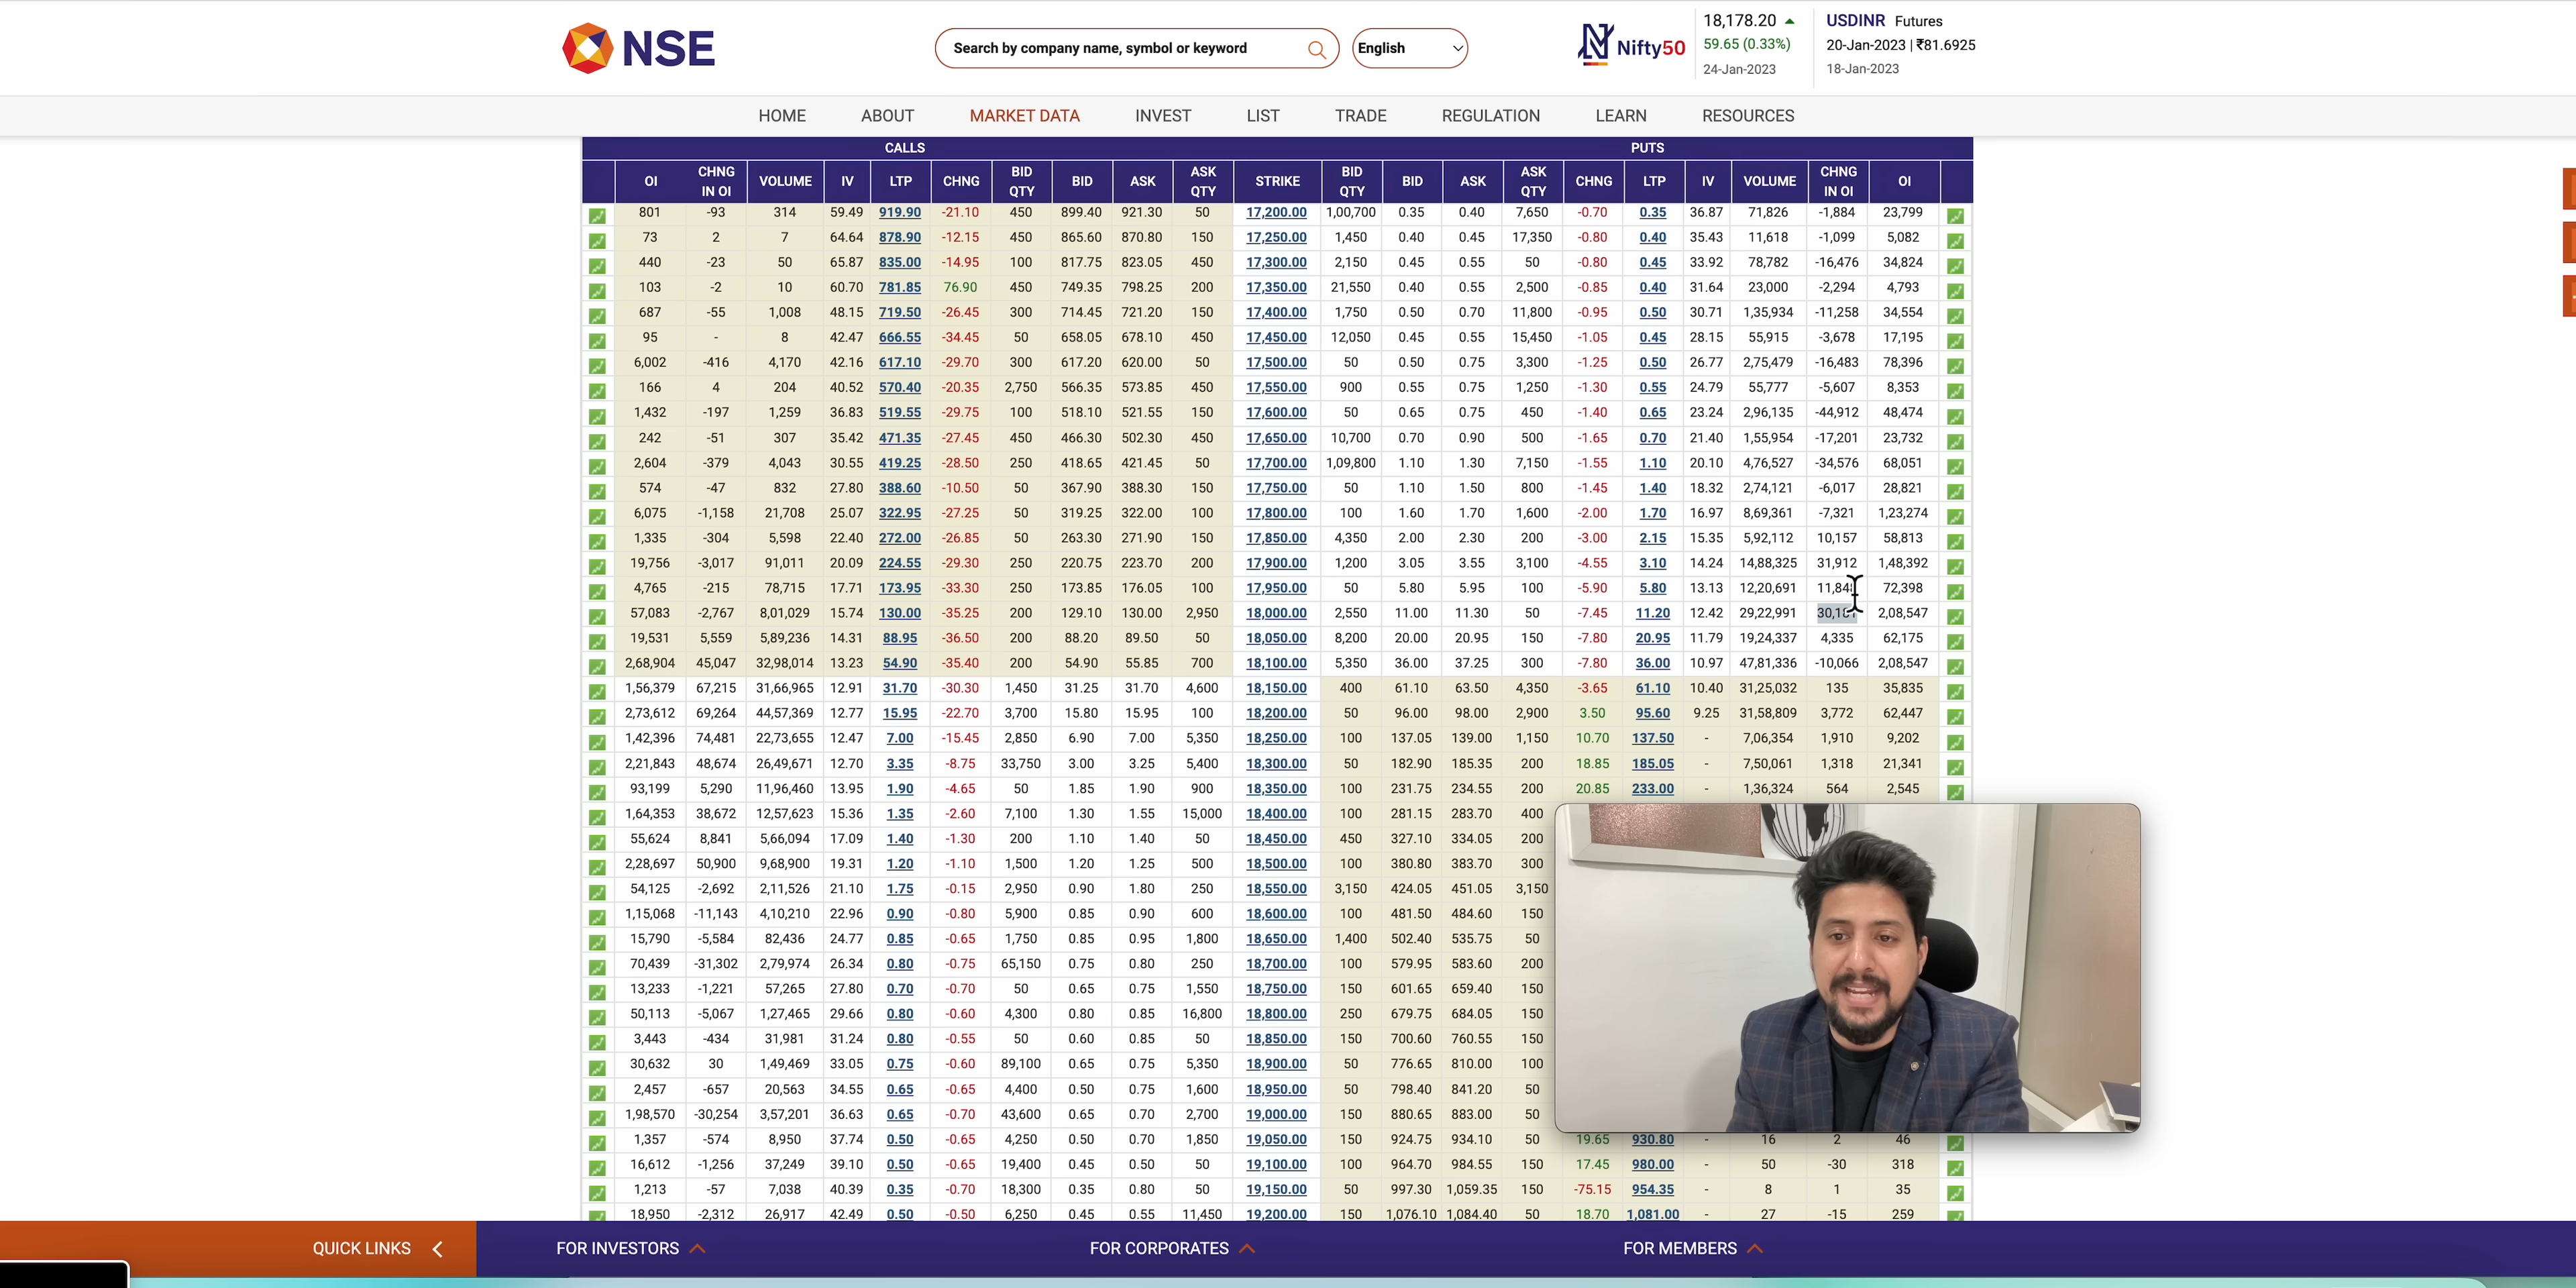 NSE
Search by company name, symbol or keyword
English
Nifty50
18,178.20
59.65 (0.33%)
24-Jan-2023
USDINR Futures
20-Jan-2023 | ₹81.6925
18-Jan-2023
HOME ABOUT MARKET DATA INVEST LIST TRADE REGULATION LEARN RESOURCES
CALLS PUTS
OI CHNG IN OI VOLUME IV LTP CHNG BID QTY BID ASK ASK QTY STRIKE BID QTY BID ASK ASK QTY CHNG LTP IV VOLUME CHNG IN OI OI
801 -93 314 59.49 919.90 -21.10 450 899.40 921.30 50 17,200.00 1,00,700 0.35 0.40 7,650 -0.70 0.35 36.87 71,826 -1,884 23,799
73 2 7 64.64 878.90 -12.15 450 865.60 870.80 150 17,250.00 1,450 0.40 0.45 17,350 -0.80 0.40 35.43 11,618 -1,099 5,082
440 -23 50 65.87 835.00 -14.95 100 817.75 823.05 450 17,300.00 2,150 0.45 0.55 50 -0.80 0.45 33.92 78,782 -16,476 34,824
103 -2 10 60.70 781.85 76.90 450 749.35 798.25 200 17,350.00 21,550 0.40 0.55 2,500 -0.85 0.40 31.64 23,000 -2,294 4,793
687 -55 1,008 48.15 719.50 -26.45 300 714.45 721.20 150 17,400.00 1,750 0.50 0.70 11,800 -0.95 0.50 30.71 1,35,934 -11,258 34,554
95 - 8 42.47 666.55 -34.45 50 658.05 678.10 450 17,450.00 12,050 0.45 0.55 15,450 -1.05 0.45 28.15 55,915 -3,678 17,195
6,002 -416 4,170 42.16 617.10 -29.70 300 617.20 620.00 50 17,500.00 50 0.50 0.75 3,300 -1.25 0.50 26.77 2,75,479 -16,483 78,396
166 4 204 40.52 570.40 -20.35 2,750 566.35 573.85 450 17,550.00 900 0.55 0.75 1,250 -1.30 0.55 24.79 55,777 -5,607 8,353
1,432 -197 1,259 36.83 519.55 -29.75 100 518.10 521.55 150 17,600.00 50 0.65 0.75 450 -1.40 0.65 23.24 2,96,135 -44,912 48,474
242 -51 307 35.42 471.35 -27.45 450 466.30 502.30 450 17,650.00 10,700 0.70 0.90 500 -1.65 0.70 21.40 1,55,954 -17,201 23,732
2,604 -379 4,043 30.55 419.25 -28.50 250 418.65 421.45 50 17,700.00 1,09,800 1.10 1.30 7,150 -1.55 1.10 20.10 4,76,527 -34,576 68,051
574 -47 832 27.80 388.60 -10.50 50 367.90 388.30 150 17,750.00 50 1.10 1.50 800 -1.45 1.40 18.32 2,74,121 -6,017 28,821
6,075 -1,158 21,708 25.07 322.95 -27.25 50 319.25 322.00 100 17,800.00 100 1.60 1.70 1,600 -2.00 1.70 16.97 8,69,361 -7,321 1,23,274
1,335 -304 5,598 22.40 272.00 -26.85 50 263.30 271.90 150 17,850.00 4,350 2.00 2.30 200 -3.00 2.15 15.35 5,92,112 10,157 58,813
19,756 -3,017 91,011 20.09 224.55 -29.30 250 220.75 223.70 200 17,900.00 1,200 3.05 3.55 3,100 -4.55 3.10 14.24 14,88,325 31,912 1,48,392
4,765 -215 78,715 17.71 173.95 -33.30 250 173.85 176.05 100 17,950.00 50 5.80 5.95 100 -5.90 5.80 13.13 12,20,691 72,398
57,083 -2,767 8,01,029 15.74 130.00 -35.25 200 129.10 130.00 2,950 18,000.00 2,550 11.00 11.30 50 -7.45 11.20 12.42 29,22,991 2,08,547
19,531 5,559 5,89,236 14.31 88.95 -36.50 200 88.20 89.50 50 18,050.00 8,200 20.00 20.95 150 -7.80 20.95 11.79 19,24,337 4,335 62,175
2,68,904 45,047 32,98,014 13.23 54.90 -35.40 200 54.90 55.85 700 18,100.00 5,350 36.00 37.25 300 -7.80 36.00 10.97 47,81,336 -10,066 2,08,547
1,56,379 67,215 31,66,965 12.91 31.70 -30.30 1,450 31.25 31.70 4,600 18,150.00 400 61.10 63.50 4,350 -3.65 61.10 10.40 31,25,032 135 35,835
2,73,612 69,264 44,57,369 12.77 15.95 -22.70 3,700 15.80 15.95 100 18,200.00 50 96.00 98.00 2,900 3.50 95.60 9.25 31,58,809 3,772 62,447
1,42,396 74,481 22,73,655 12.47 7.00 -15.45 2,850 6.90 7.00 5,350 18,250.00 100 137.05 139.00 1,150 10.70 137.50 - 7,06,354 1,910 9,202
2,21,843 48,674 26,49,671 12.70 3.35 -8.75 33,750 3.00 3.25 5,400 18,300.00 50 182.90 185.35 200 18.85 185.05 - 7,50,061 1,318 21,341
93,199 5,290 11,96,460 13.95 1.90 -4.65 50 1.85 1.90 900 18,350.00 100 231.75 234.55 200 20.85 233.00 - 1,36,324 564 2,545
1,64,353 38,672 12,57,623 15.36 1.35 -2.60 7,100 1.30 1.55 15,000 18,400.00 100 281.15 283.70 400
55,624 8,841 5,66,094 17.09 1.40 -1.30 200 1.10 1.40 50 18,450.00 450 327.10 334.05 200
2,28,697 50,900 9,68,900 19.31 1.20 -1.10 1,500 1.20 1.25 500 18,500.00 100 380.80 383.70 300
54,125 -2,692 2,11,526 21.10 1.75 -0.15 2,950 0.90 1.80 250 18,550.00 3,150 424.05 451.05 3,150
1,15,068 -11,143 4,10,210 22.96 0.90 -0.80 5,900 0.85 0.90 600 18,600.00 100 481.50 484.60 150
15,790 -5,584 82,436 24.77 0.85 -0.65 1,750 0.85 0.95 1,800 18,650.00 1,400 502.40 535.75 50
70,439 -31,302 2,79,974 26.34 0.80 -0.75 65,150 0.75 0.80 250 18,700.00 100 579.95 583.60 200
13,233 -1,221 57,265 27.80 0.70 -0.70 50 0.65 0.75 1,550 18,750.00 150 601.65 659.40 150
50,113 -5,067 1,27,465 29.66 0.80 -0.60 4,300 0.80 0.85 16,800 18,800.00 250 679.75 684.05 150
3,443 -434 31,981 31.24 0.80 -0.55 50 0.60 0.85 50 18,850.00 150 700.60 760.55 150
30,632 30 1,49,469 33.05 0.75 -0.60 89,100 0.65 0.75 5,350 18,900.00 50 776.65 810.00 100
2,457 -657 20,563 34.55 0.65 -0.65 4,400 0.50 0.75 1,600 18,950.00 50 798.40 841.20 50
1,98,570 -30,254 3,57,201 36.63 0.65 -0.70 43,600 0.65 0.70 2,700 19,000.00 150 880.65 883.00 50
1,357 -574 8,950 37.74 0.50 -0.65 4,250 0.50 0.70 1,850 19,050.00 150 924.75 934.10 50 19.65 930.80 - 16 2 46
16,612 -1,256 37,249 39.10 0.50 -0.65 19,400 0.45 0.50 50 19,100.00 100 964.70 984.55 150 17.45 980.00 - 50 -30 318
1,213 -57 7,038 40.39 0.35 -0.70 18,300 0.35 0.80 50 19,150.00 50 997.30 1,059.35 150 -75.15 954.35 - 8 1 35
18,950 -2,312 26,917 42.49 0.50 -0.50 6,250 0.45 0.55 11,450 19,200.00 150 1,076.10 1,084.40 50 18.70 1,081.00 - 27 -15 259
QUICK LINKS FOR INVESTORS FOR CORPORATES FOR MEMBERS